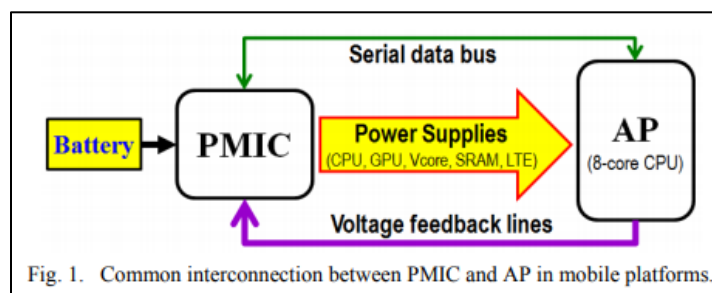 Serial data bus
Battery
PMIC
Power Supplies
(CPU, GPU, Vcore, SRAM, LTE)
AP
(8-core CPU)
Voltage feedback lines
Fig. 1. Common interconnection between PMIC and AP in mobile platforms.